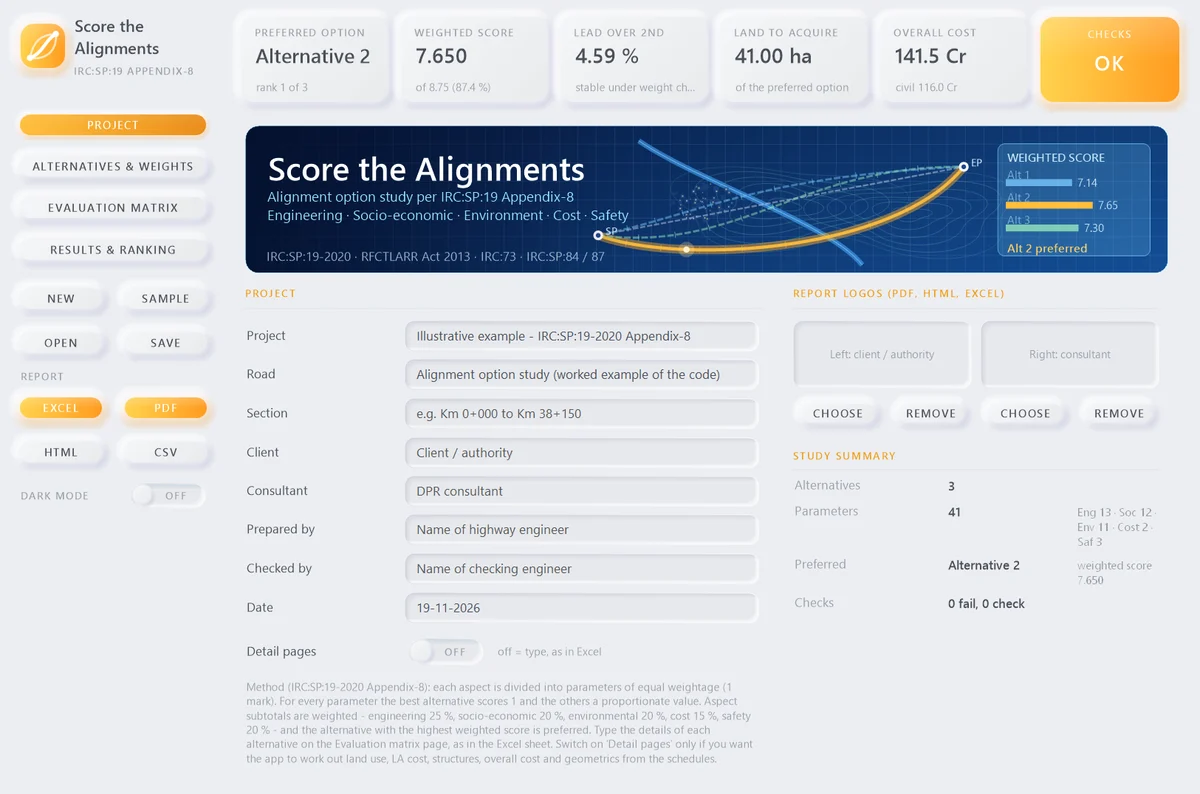 Score the
Alignments
IRC:SP:19 APPENDIX-8
PROJECT
ALTERNATIVES & WEIGHTS
EVALUATION MATRIX
RESULTS & RANKING
NEW
SAMPLE
OPEN
SAVE
REPORT
EXCEL
PDF
HTML
CSV
DARK MODE
OFF
PREFERRED OPTION
Alternative 2
rank 1 of 3
WEIGHTED SCORE
7.650
of 8.75 (87.4 %)
LEAD OVER 2ND
4.59 %
stable under weight ch...
LAND TO ACQUIRE
41.00 ha
of the preferred option
OVERALL COST
141.5 Cr
civil 116.0 Cr
CHECKS
OK
Score the Alignments
Alignment option study per IRC:SP:19 Appendix-8
Engineering · Socio-economic · Environment · Cost · Safety
IRC:SP:19-2020 · RFCTLARR Act 2013 · IRC:73 · IRC:SP:84 / 87
SP
EP
WEIGHTED SCORE
Alt 1
7.14
Alt 2
7.65
Alt 3
7.30
Alt 2 preferred
PROJECT
Project
Illustrative example - IRC:SP:19-2020 Appendix-8
Road
Alignment option study (worked example of the code)
Section
e.g. Km 0+000 to Km 38+150
Client
Client / authority
Consultant
DPR consultant
Prepared by
Name of highway engineer
Checked by
Name of checking engineer
Date
19-11-2026
Detail pages
OFF
off = type, as in Excel
Method (IRC:SP:19-2020 Appendix-8): each aspect is divided into parameters of equal weightage (1
mark). For every parameter the best alternative scores 1 and the others a proportionate value. Aspect
subtotals are weighted - engineering 25 %, socio-economic 20 %, environmental 20 %, cost 15 %, safety
20 % - and the alternative with the highest weighted score is preferred. Type the details of each
alternative on the Evaluation matrix page, as in the Excel sheet. Switch on 'Detail pages' only if you want
the app to work out land use, LA cost, structures, overall cost and geometrics from the schedules.
REPORT LOGOS (PDF, HTML, EXCEL)
Left: client / authority
Right: consultant
CHOOSE
REMOVE
CHOOSE
REMOVE
STUDY SUMMARY
Alternatives
3
Parameters
41
Eng 13 · Soc 12 ·
Env 11 · Cost 2 ·
Saf 3
Preferred
Alternative 2
weighted score
7.650
Checks
0 fail, 0 check